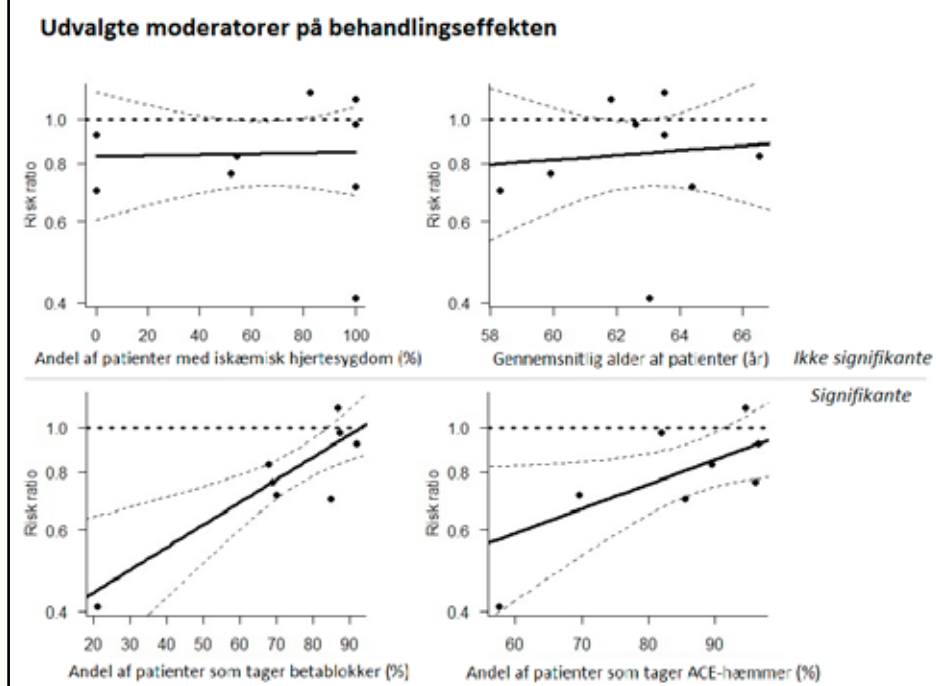 Udvalgte moderatorer på behandlingseffekten
Risk ratio
1.0
0.8
0.6
0.4
0 20 40 60 80 100
Andel af patienter med iskæmisk hjertesygdom (%)
Risk ratio
1.0
0.8
0.6
0.4
58 60 62 64 66
Gennemsnitlig alder af patienter (år)
Ikke signifikante
Signifikante
Risk ratio
1.0
0.8
0.6
0.4
20 30 40 50 60 70 80 90
Andel af patienter som tager betablokker (%)
Risk ratio
1.0
0.8
0.6
0.4
60 70 80 90
Andel af patienter som tager ACE-hæmmer (%)